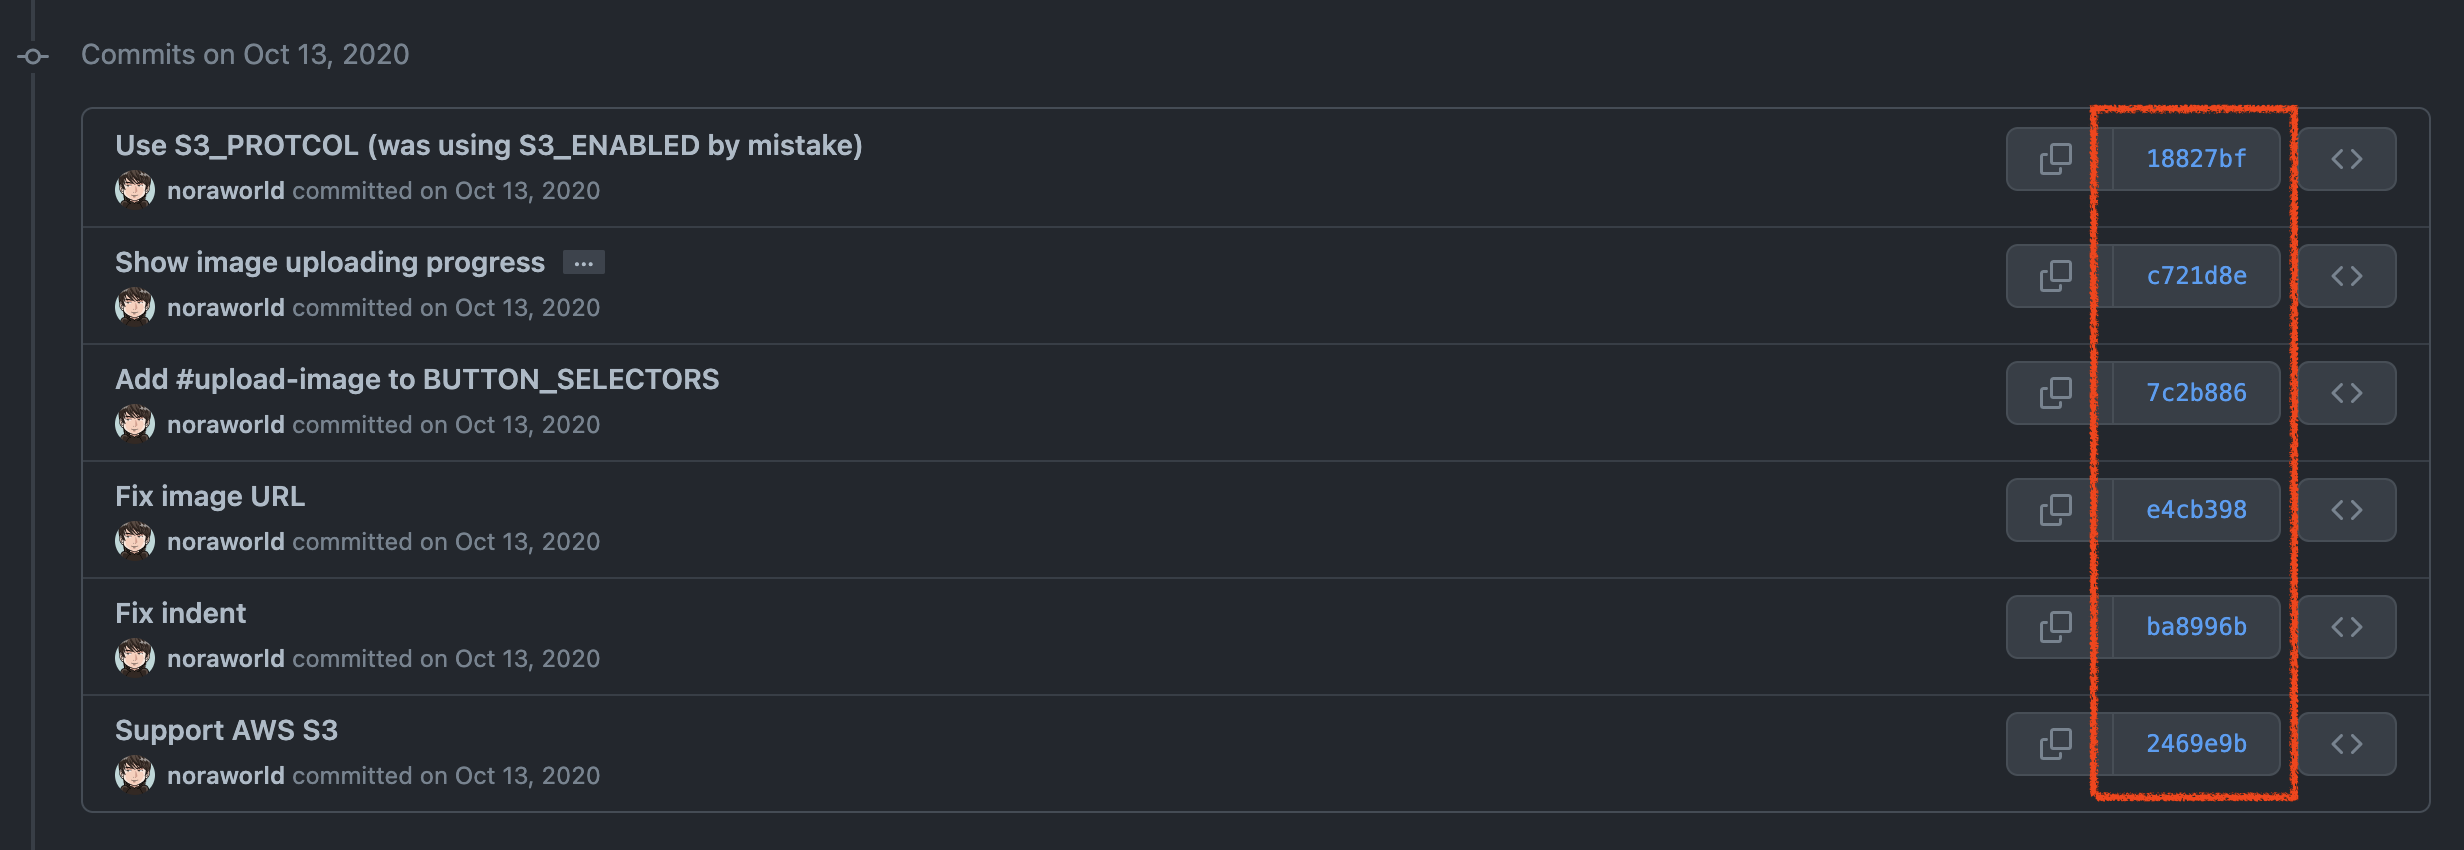 Commits on Oct 13, 2020
Use S3_PROTCOL (was using S3_ENABLED by mistake)
noraworld committed on Oct 13, 2020
18827bf
Show image uploading progress ...
noraworld committed on Oct 13, 2020
c721d8e
Add #upload-image to BUTTON_SELECTORS
noraworld committed on Oct 13, 2020
7c2b886
Fix image URL
noraworld committed on Oct 13, 2020
e4cb398
Fix indent
noraworld committed on Oct 13, 2020
ba8996b
Support AWS S3
noraworld committed on Oct 13, 2020
2469e9b